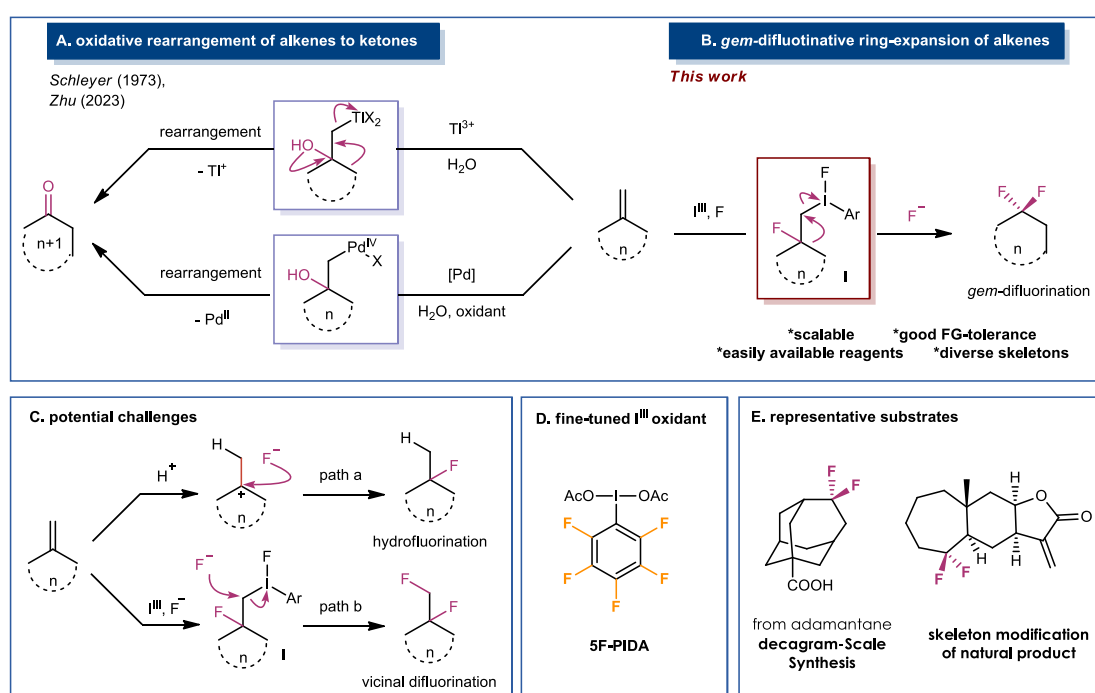 A. oxidative rearrangement of alkenes to ketones
Schleyer (1973),
Zhu (2023)
rearrangement
- Tl⁺
TlX₂
HO
n
Tl³⁺
H₂O
O
n+1
rearrangement
- Pdᴵᴵ
Pdᴵⱽ
X
HO
n
[Pd]
H₂O, oxidant
n
B. gem-difluotinative ring-expansion of alkenes
This work
Iᴵᴵᴵ, F
F
I
Ar
F
n
I
F⁻
F
F
n
gem-difluorination
*scalable
*good FG-tolerance
*easily available reagents
*diverse skeletons
C. potential challenges
n
H⁺
H
F⁻
+
n
path a
H
F
n
hydrofluorination
Iᴵᴵᴵ, F⁻
F⁻
F
I
Ar
F
n
I
path b
F
F
n
vicinal difluorination
D. fine-tuned Iᴵᴵᴵ oxidant
AcO—I—OAc
F
F
F
F
F
5F-PIDA
E. representative substrates
F
F
COOH
from adamantane
decagram-Scale
Synthesis
H
O
O
H
H
F
F
skeleton modification
of natural product